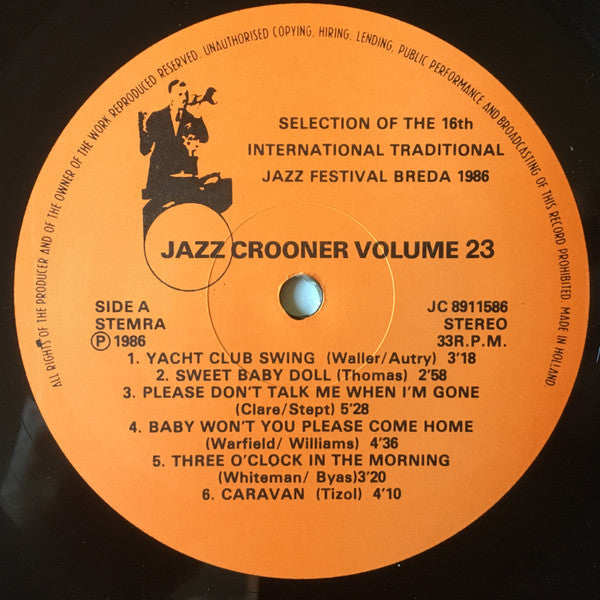 ALL RIGHTS OF THE PRODUCER AND OF THE OWNER OF THE WORK REPRODUCED RESERVED. UNAUTHORISED COPYING, HIRING, LENDING, PUBLIC PERFORMANCE AND BROADCASTING OF THIS RECORD PROHIBITED. MADE IN HOLLAND
SELECTION OF THE 16th
INTERNATIONAL TRADITIONAL
JAZZ FESTIVAL BREDA 1986
JAZZ CROONER VOLUME 23
SIDE A
STEMRA
℗ 1986
JC 8911586
STEREO
33R.P.M.
1. YACHT CLUB SWING (Waller/Autry) 3'18
2. SWEET BABY DOLL (Thomas) 2'58
3. PLEASE DON'T TALK ME WHEN I'M GONE
(Clare/Stept) 5'28
4. BABY WON'T YOU PLEASE COME HOME
(Warfield/ Williams) 4'36
5. THREE O'CLOCK IN THE MORNING
(Whiteman/ Byas)3'20
6. CARAVAN (Tizol) 4'10